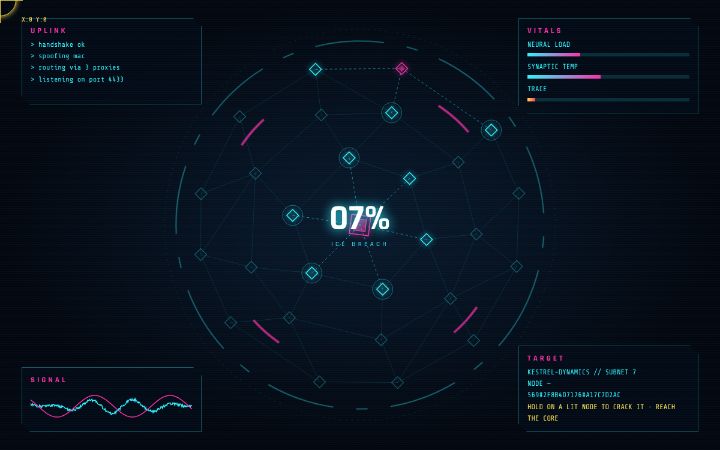 X:0 Y:0
UPLINK
> handshake ok
> spoofing mac
> routing via 3 proxies
> listening on port 4433
VITALS
NEURAL LOAD
SYNAPTIC TEMP
TRACE
07%
ICE BREACH
SIGNAL
TARGET
KESTREL-DYNAMICS // SUBNET 7
NODE —
HOLD ON A LIT NODE TO CRACK IT · REACH
THE CORE